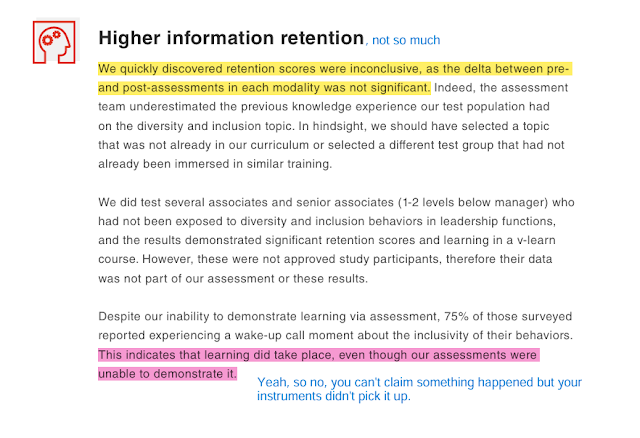 Higher information retention, not so much
We quickly discovered retention scores were inconclusive, as the delta between pre-
and post-assessments in each modality was not significant. Indeed, the assessment
team underestimated the previous knowledge experience our test population had
on the diversity and inclusion topic. In hindsight, we should have selected a topic
that was not already in our curriculum or selected a different test group that had not
already been immersed in similar training.
We did test several associates and senior associates (1-2 levels below manager) who
had not been exposed to diversity and inclusion behaviors in leadership functions,
and the results demonstrated significant retention scores and learning in a v-learn
course. However, these were not approved study participants, therefore their data
was not part of our assessment or these results.
Despite our inability to demonstrate learning via assessment, 75% of those surveyed
reported experiencing a wake-up call moment about the inclusivity of their behaviors.
This indicates that learning did take place, even though our assessments were
unable to demonstrate it.
Yeah, so no, you can't claim something happened but your
instruments didn't pick it up.